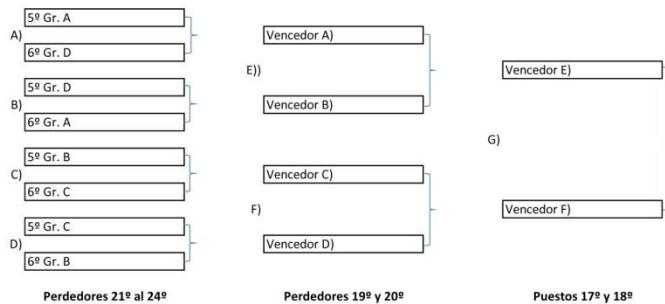 5º Gr. A
A)
6º Gr. D
5º Gr. D
B)
6º Gr. A
5º Gr. B
C)
6º Gr. C
5º Gr. C
D)
6º Gr. B
Perdedores 21º al 24º
Vencedor A)
E))
Vencedor B)
Vencedor C)
F)
Vencedor D)
Perdedores 19º y 20º
Vencedor E)
G)
Vencedor F)
Puestos 17º y 18º